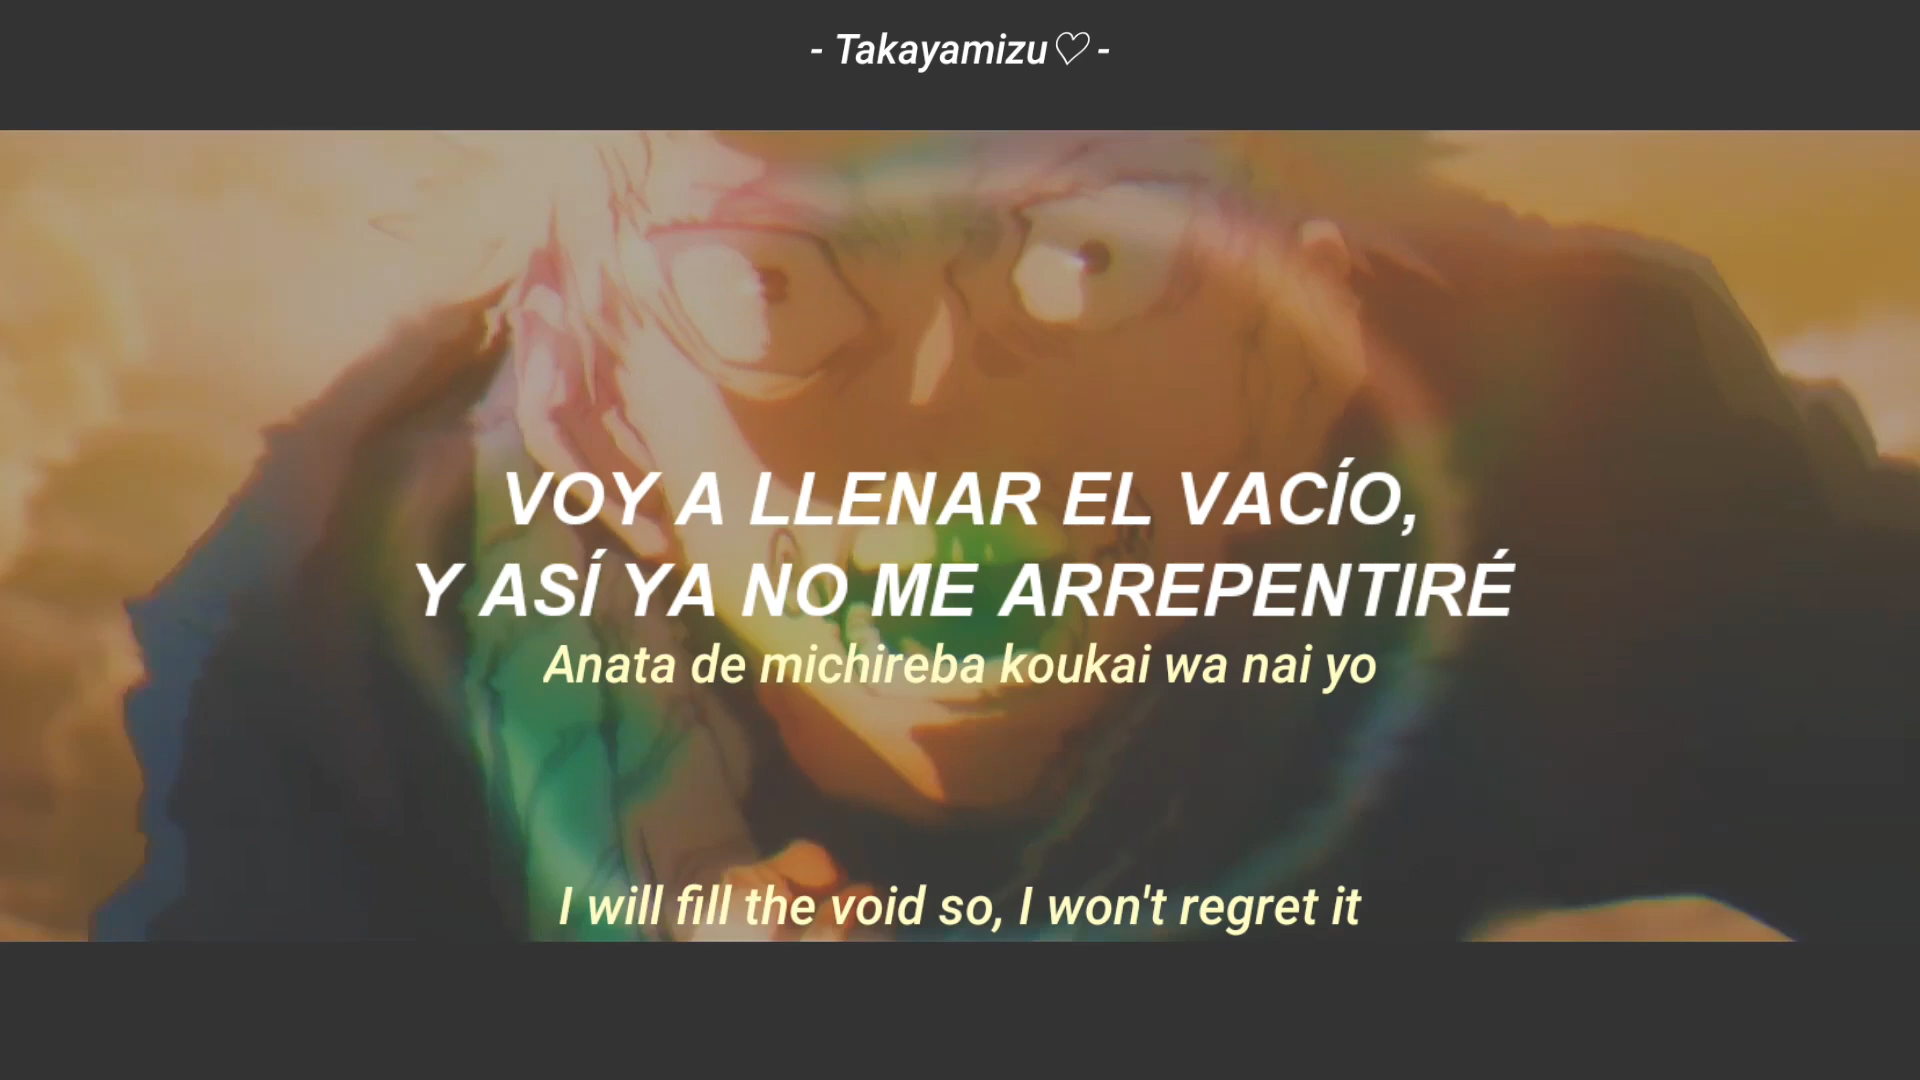 - Takayamizu♡ -
VOY A LLENAR EL VACÍO,
Y ASÍ YA NO ME ARREPENTIRÉ
Anata de michireba koukai wa nai yo
I will fill the void so, I won't regret it